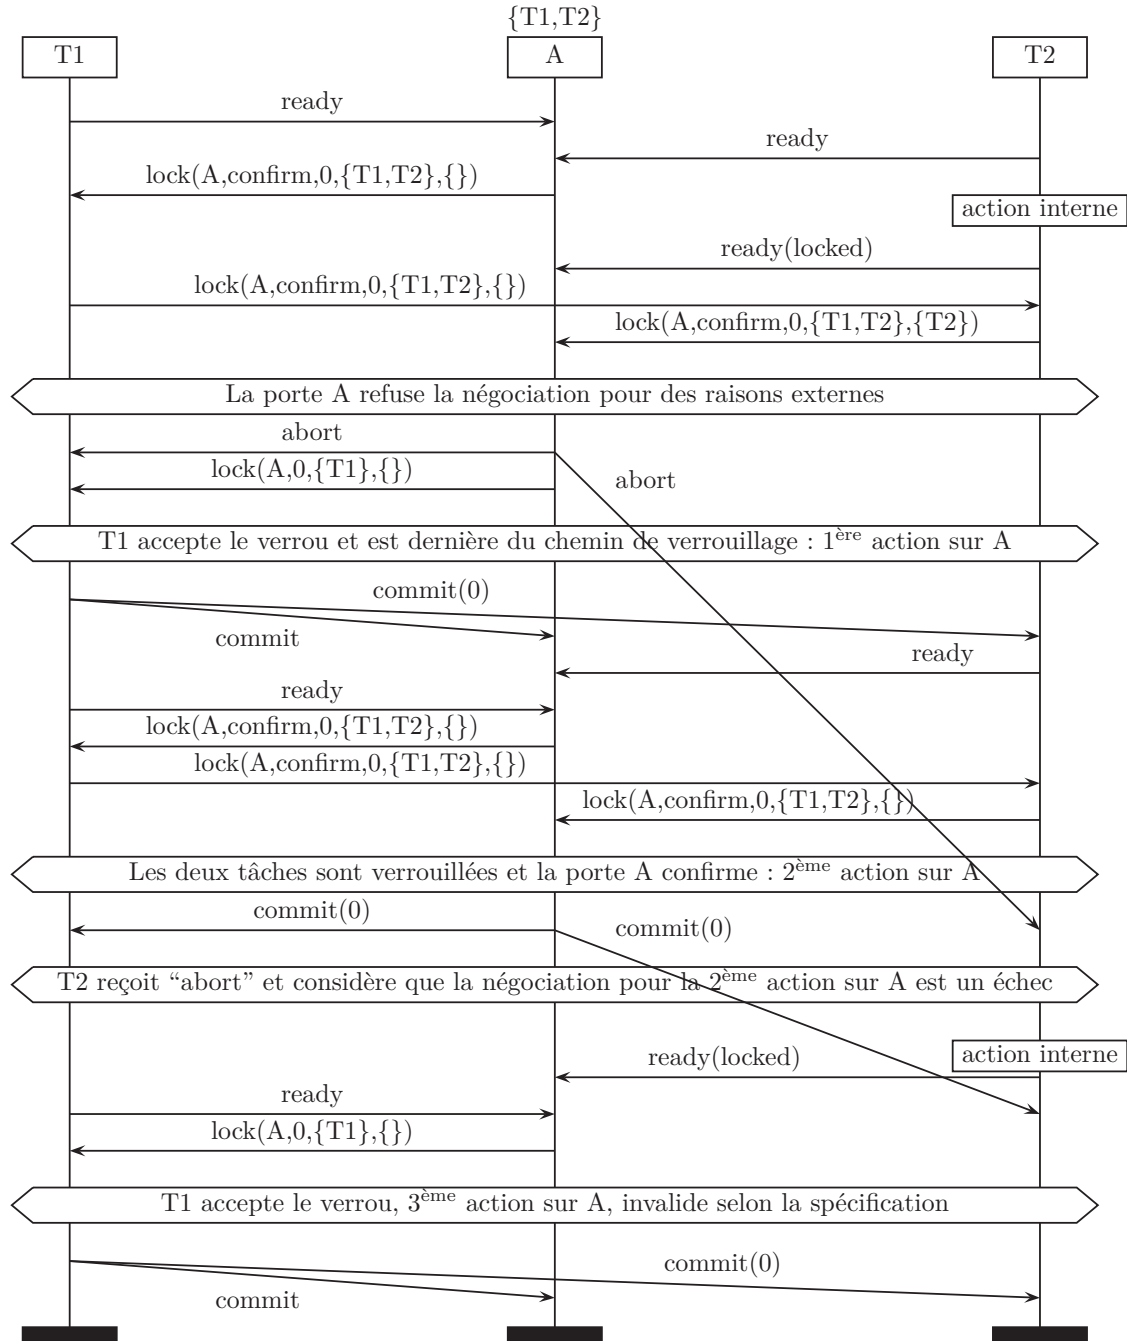 {T1,T2}
T1
A
T2
ready
ready
lock(A,confirm,0,{T1,T2},{})
action interne
ready(locked)
lock(A,confirm,0,{T1,T2},{})
lock(A,confirm,0,{T1,T2},{T2})
La porte A refuse la négociation pour des raisons externes
abort
lock(A,0,{T1},{})
abort
T1 accepte le verrou et est dernière du chemin de verrouillage : 1ère action sur A
commit(0)
commit
ready
ready
lock(A,confirm,0,{T1,T2},{})
lock(A,confirm,0,{T1,T2},{})
lock(A,confirm,0,{T1,T2},{})
Les deux tâches sont verrouillées et la porte A confirme : 2ème action sur A
commit(0)
commit(0)
T2 reçoit “abort” et considère que la négociation pour la 2ème action sur A est un échec
action interne
ready(locked)
ready
lock(A,0,{T1},{})
T1 accepte le verrou, 3ème action sur A, invalide selon la spécification
commit(0)
commit